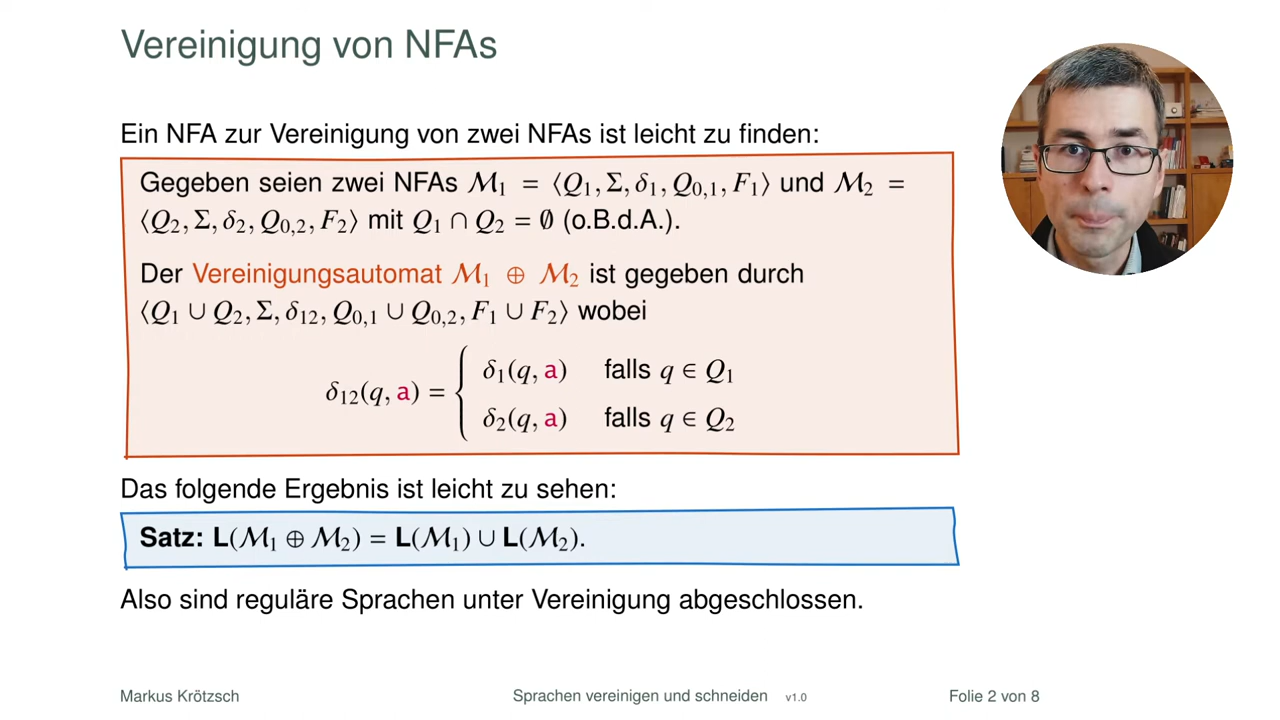 Vereinigung von NFAs
Ein NFA zur Vereinigung von zwei NFAs ist leicht zu finden:
Gegeben seien zwei NFAs ℳ₁ = ⟨Q₁, Σ, δ₁, Q₀,₁, F₁⟩ und ℳ₂ =
⟨Q₂, Σ, δ₂, Q₀,₂, F₂⟩ mit Q₁ ∩ Q₂ = ∅ (o.B.d.A.).
Der Vereinigungsautomat ℳ₁ ⊕ ℳ₂ ist gegeben durch
⟨Q₁ ∪ Q₂, Σ, δ₁₂, Q₀,₁ ∪ Q₀,₂, F₁ ∪ F₂⟩ wobei
δ₁₂(q, a) = { δ₁(q, a) falls q ∈ Q₁
δ₂(q, a) falls q ∈ Q₂
Das folgende Ergebnis ist leicht zu sehen:
Satz: L(ℳ₁ ⊕ ℳ₂) = L(ℳ₁) ∪ L(ℳ₂).
Also sind reguläre Sprachen unter Vereinigung abgeschlossen.
Markus Krötzsch Sprachen vereinigen und schneiden v1.0 Folie 2 von 8